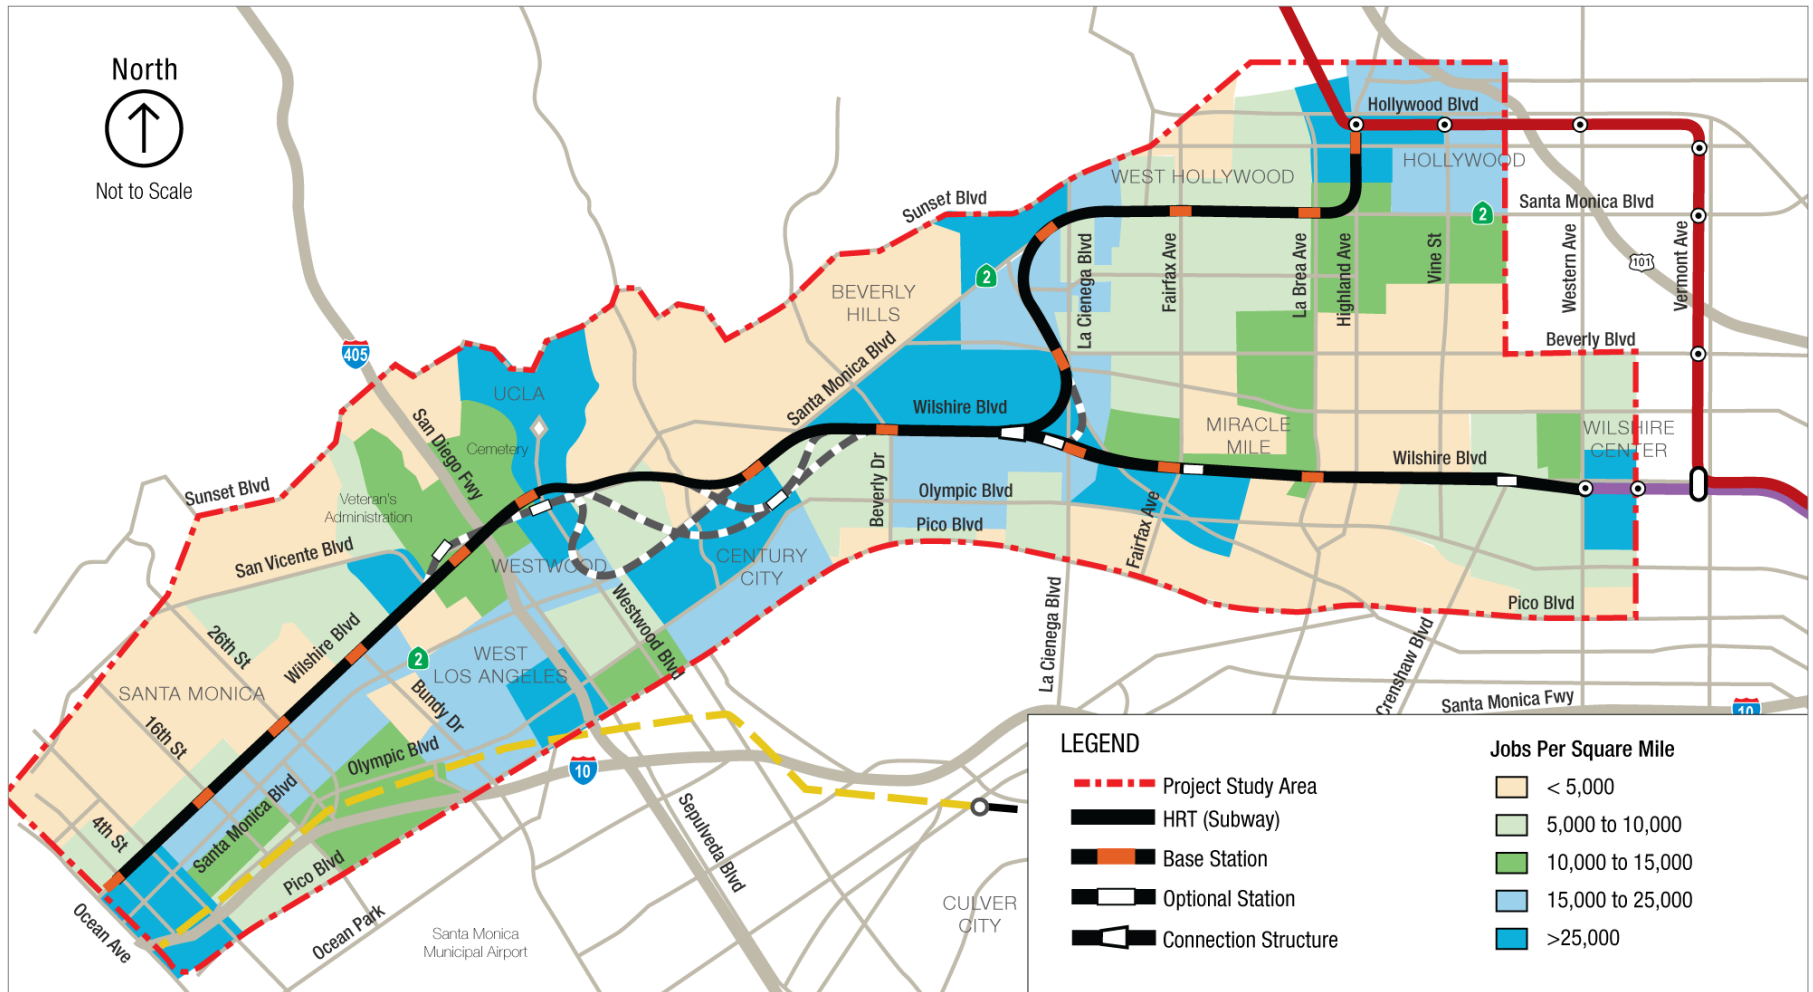 North
Not to Scale
Hollywood Blvd
HOLLYWOOD
WEST HOLLYWOOD
Sunset Blvd
2
Santa Monica Blvd
101
2
BEVERLY
HILLS
La Cienega Blvd
Fairfax Ave
La Brea Ave
Highland Ave
Vine St
Western Ave
Vermont Ave
Beverly Blvd
405
Santa Monica Blvd
UCLA
Wilshire Blvd
San Diego Fwy
Cemetery
MIRACLE
MILE
WILSHIRE
CENTER
Wilshire Blvd
Sunset Blvd
Veteran's
Administration
Beverly Dr
Olympic Blvd
Pico Blvd
Fairfax Ave
San Vicente Blvd
WESTWOOD
CENTURY
CITY
Westwood Blvd
La Cienega Blvd
Pico Blvd
26th St
Wilshire Blvd
2
WEST
LOS ANGELES
Crenshaw Blvd
SANTA MONICA
Bundy Dr
Santa Monica Fwy
10
16th St
Olympic Blvd
10
4th St
Santa Monica Blvd
Pico Blvd
Sepulveda Blvd
Ocean Ave
Ocean Park
Santa Monica
Municipal Airport
CULVER
CITY
LEGEND
Project Study Area
HRT (Subway)
Base Station
Optional Station
Connection Structure
Jobs Per Square Mile
< 5,000
5,000 to 10,000
10,000 to 15,000
15,000 to 25,000
>25,000